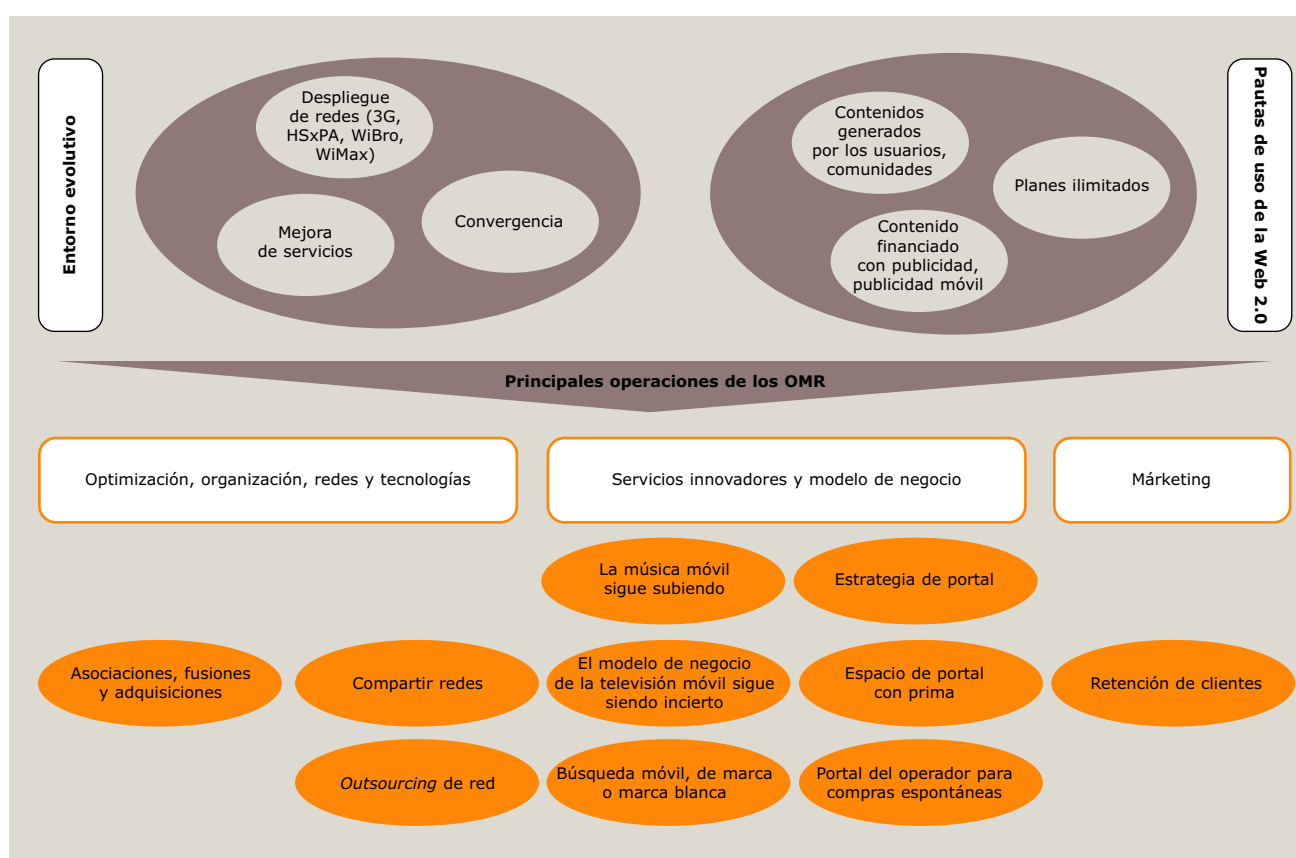 Entorno evolutivo
Despliegue
de redes (3G,
HSxPA, WiBro,
WiMax)
Mejora
de servicios
Convergencia
Contenidos
generados
por los usuarios,
comunidades
Planes ilimitados
Contenido
financiado
con publicidad,
publicidad móvil
Pautas de uso de la Web 2.0
Principales operaciones de los OMR
Optimización, organización, redes y tecnologías
Servicios innovadores y modelo de negocio
Márketing
La música móvil
sigue subiendo
Estrategia de portal
Asociaciones, fusiones
y adquisiciones
Compartir redes
El modelo de negocio
de la televisión móvil sigue
siendo incierto
Espacio de portal
con prima
Retención de clientes
Outsourcing de red
Búsqueda móvil, de marca
o marca blanca
Portal del operador para
compras espontáneas